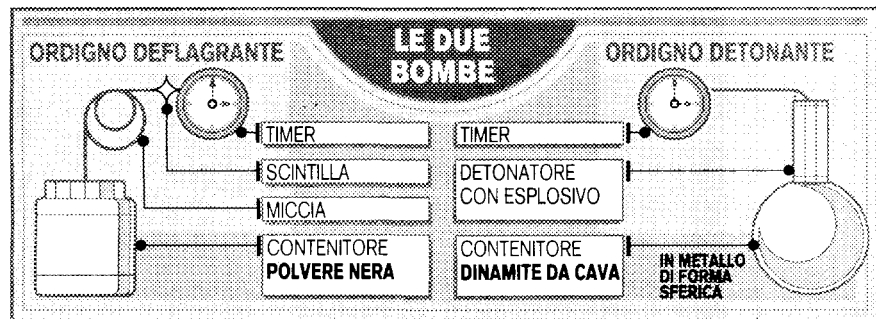 LE DUE
BOMBE
ORDIGNO DEFLAGRANTE
TIMER
SCINTILLA
MICCIA
CONTENITORE
POLVERE NERA
ORDIGNO DETONANTE
TIMER
DETONATORE
CON ESPLOSIVO
CONTENITORE
DINAMITE DA CAVA
IN METALLO
DI FORMA
SFERICA